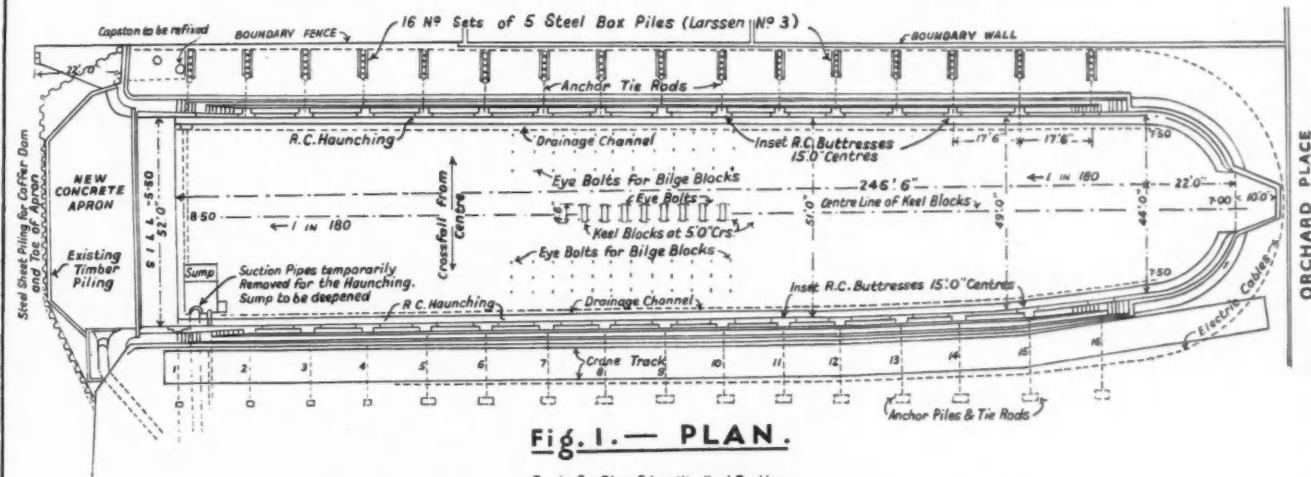 16 Nº Sets of 5 Steel Box Piles (Larssen Nº 3)
Capston to be refixed
BOUNDARY FENCE
BOUNDARY WALL
22'.0"
Anchor Tie Rods
R.C. Haunching
Drainage Channel
Inset R.C. Buttresses
15'.0" Centres
17'6"
17'6"
7·50
Steel Sheet Piling for Coffer Dam
and Toe of Apron
NEW
CONCRETE
APRON
Existing
Timber
Piling
SILL 5·50
52'.0"
8·50
1 IN 180
Crossfall from
Centre
Eye Bolts for Bilge Blocks
Eye Bolts
Keel Blocks at 5'.0" Crs
Eye Bolts for Bilge Blocks
246'6"
1 IN 180
Centre Line of Keel Blocks
51'.0"
49'.0"
44'.0"
22'0"
7·00
10'0"
7·50
ORCHARD PLACE
Sump
Suction Pipes temporarily
Removed for the Haunching.
Sump to be deepened
R.C. Haunching
Drainage Channel
Inset R.C. Buttresses 15'.0" Centres
Electric Cables
Crane Track
1 2 3 4 5 6 7 8 9 10 11 12 13 14 15 16
Anchor Piles & Tie Rods
Fig. 1.— PLAN.